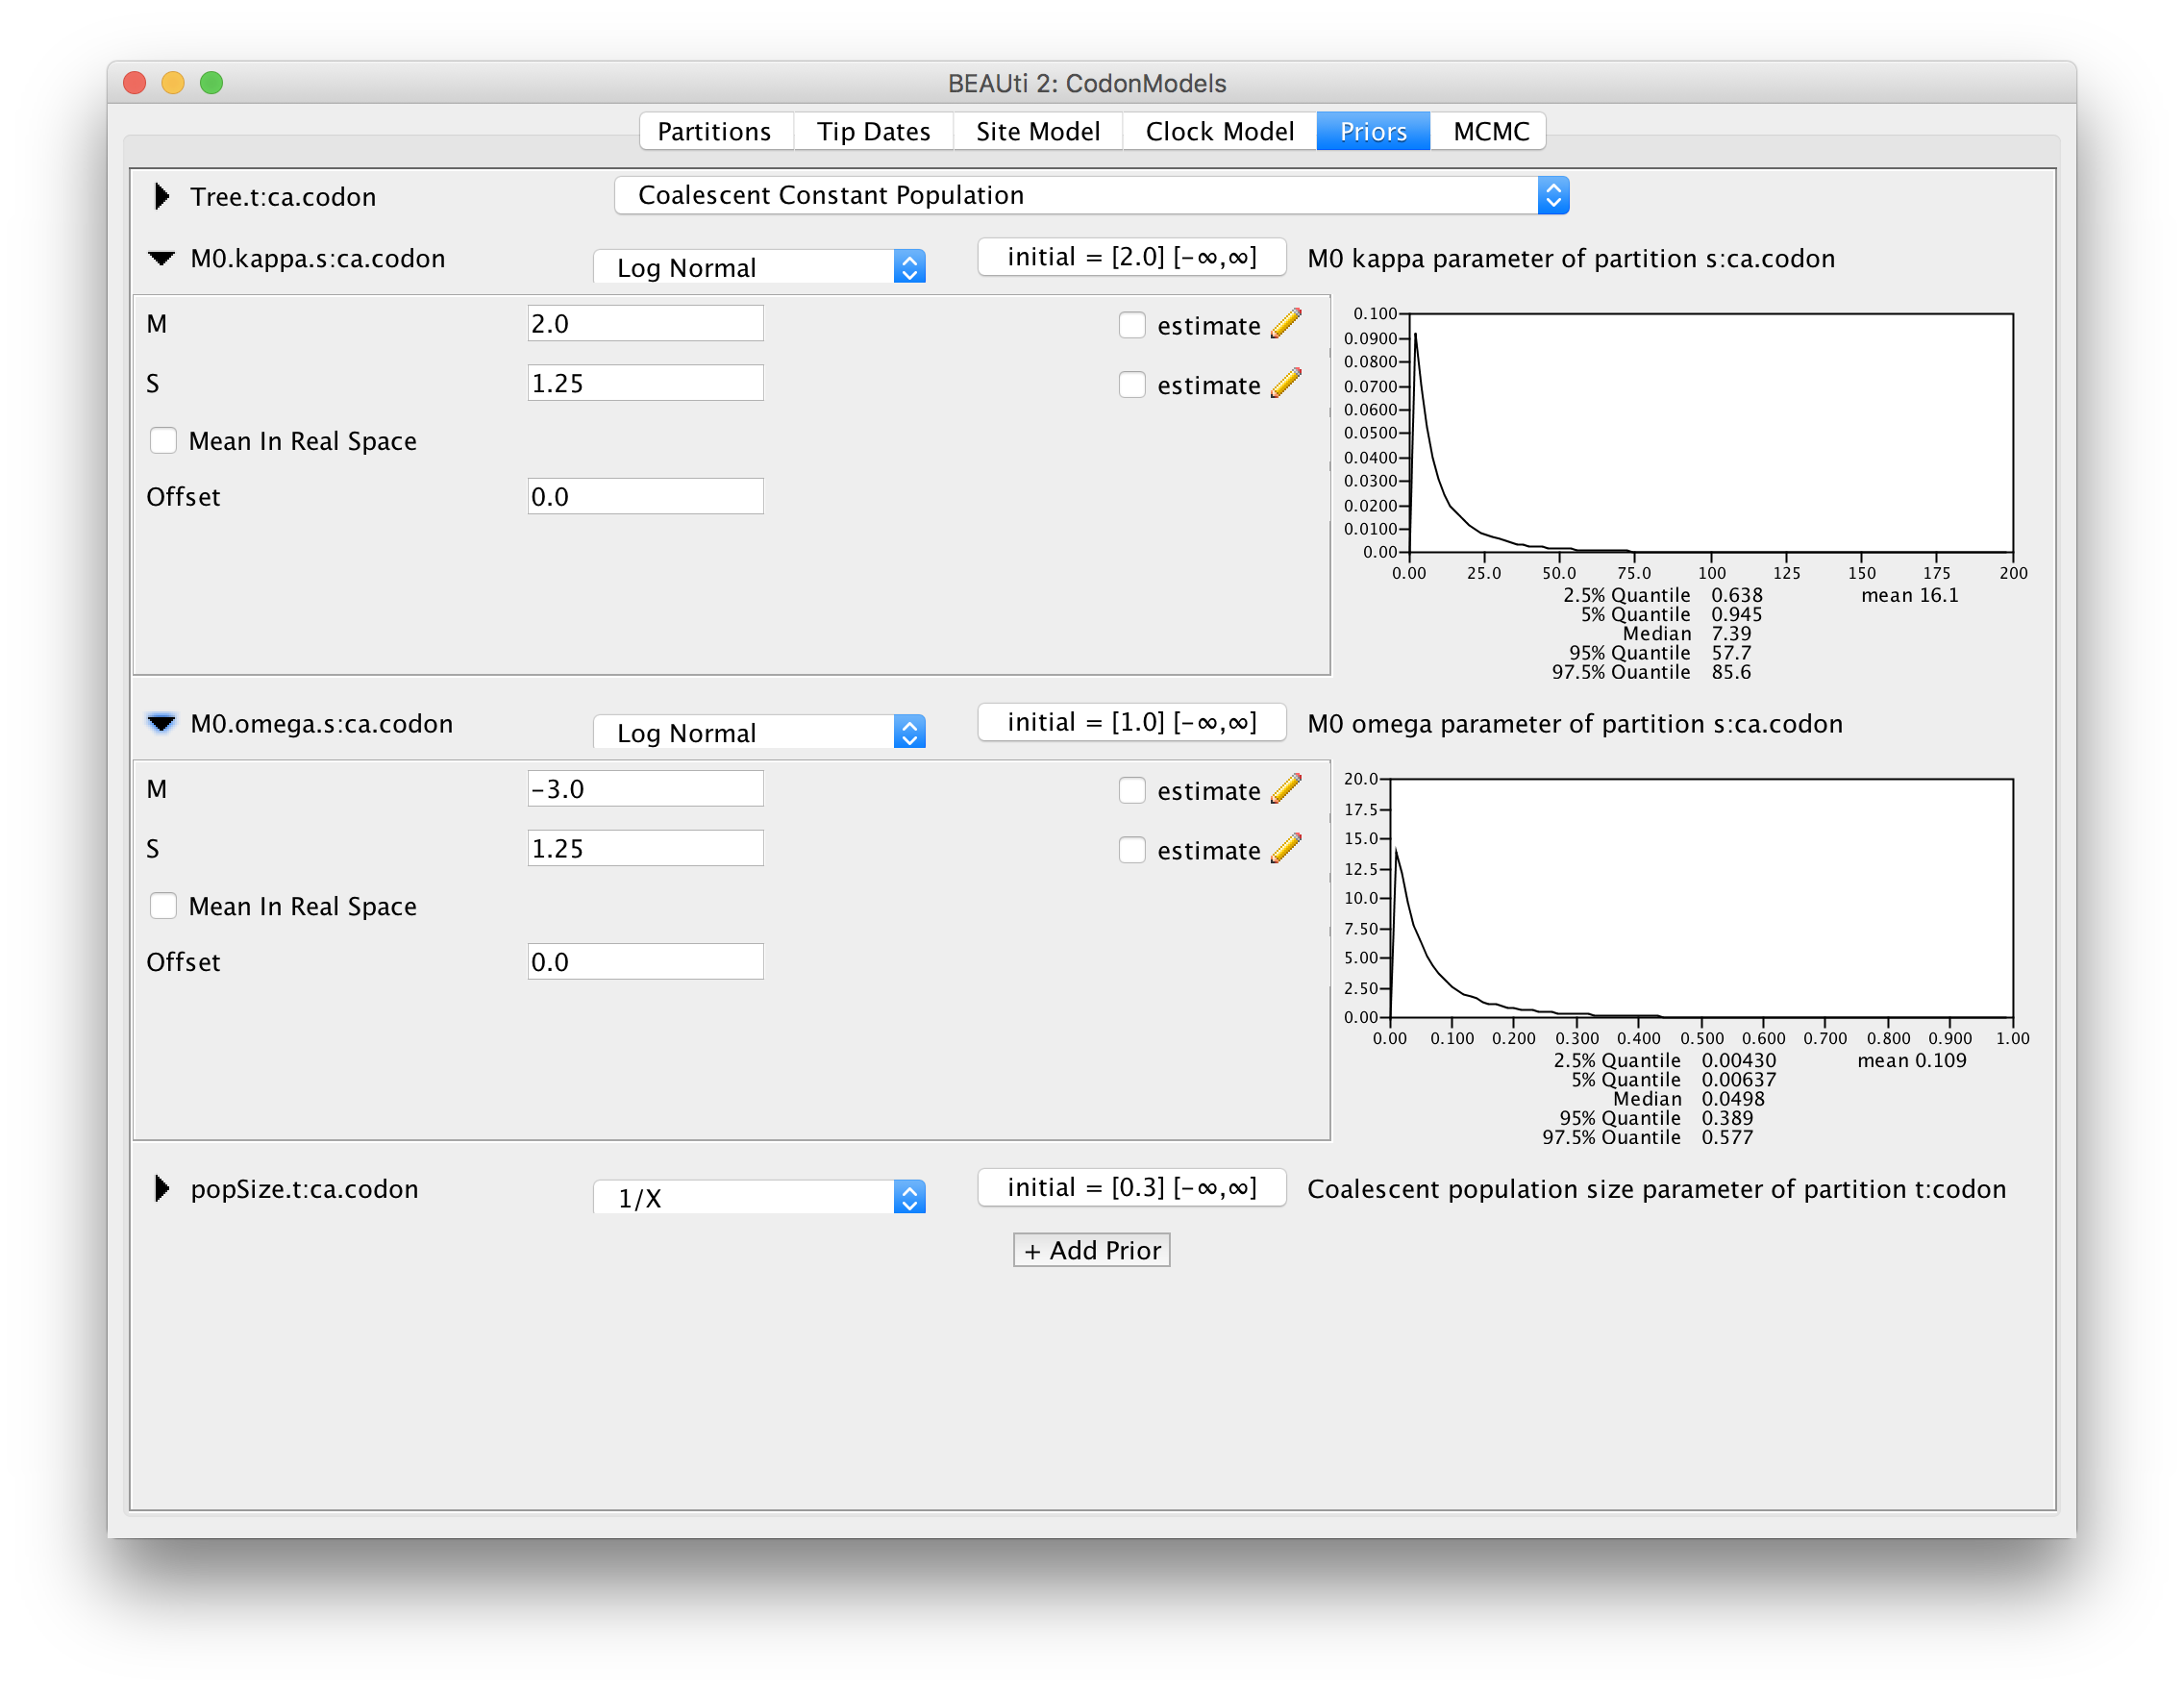 BEAUti 2: CodonModels
Partitions Tip Dates Site Model Clock Model Priors MCMC
Tree.t:ca.codon Coalescent Constant Population
M0.kappa.s:ca.codon Log Normal initial = [2.0] [-∞,∞] M0 kappa parameter of partition s:ca.codon
M 2.0 estimate
S 1.25 estimate
Mean In Real Space
Offset 0.0
0.100
0.0900
0.0800
0.0700
0.0600
0.0500
0.0400
0.0300
0.0200
0.0100
0.00
0.00 25.0 50.0 75.0 100 125 150 175 200
2.5% Quantile 0.638 mean 16.1
5% Quantile 0.945
Median 7.39
95% Quantile 57.7
97.5% Quantile 85.6
M0.omega.s:ca.codon Log Normal initial = [1.0] [-∞,∞] M0 omega parameter of partition s:ca.codon
M -3.0 estimate
S 1.25 estimate
Mean In Real Space
Offset 0.0
20.0
17.5
15.0
12.5
10.0
7.50
5.00
2.50
0.00
0.00 0.100 0.200 0.300 0.400 0.500 0.600 0.700 0.800 0.900 1.00
2.5% Quantile 0.00430 mean 0.109
5% Quantile 0.00637
Median 0.0498
95% Quantile 0.389
97.5% Quantile 0.577
popSize.t:ca.codon 1/X initial = [0.3] [-∞,∞] Coalescent population size parameter of partition t:codon
+ Add Prior